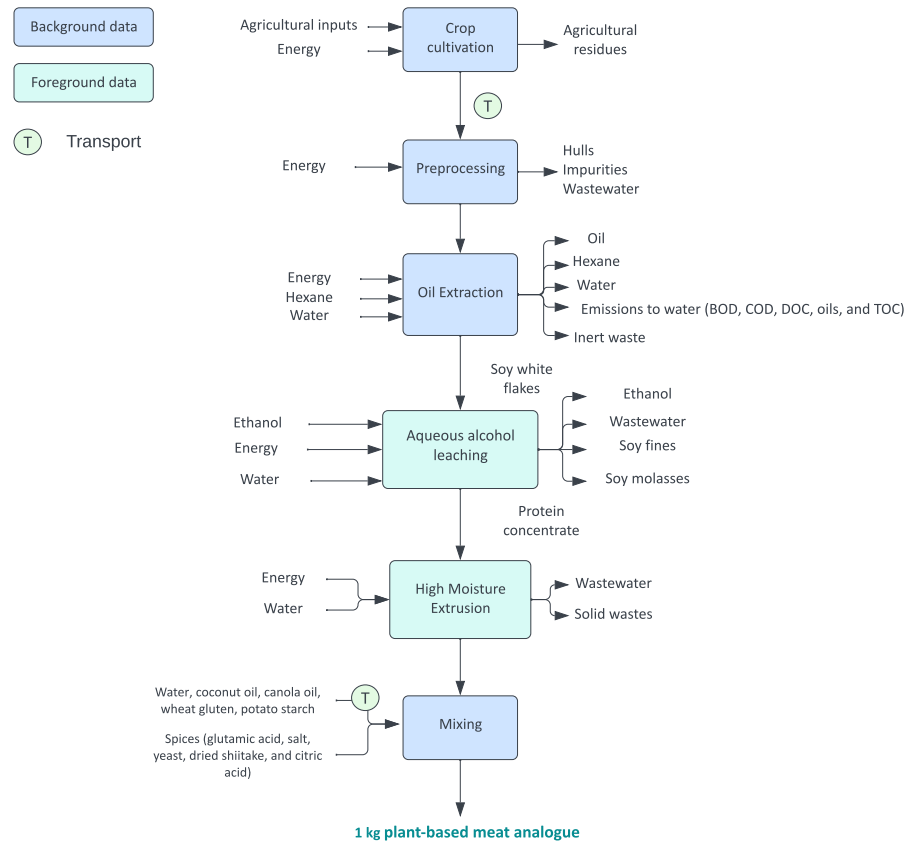 Background data
Foreground data
T
Transport
Agricultural inputs
Energy
Crop
cultivation
Agricultural
residues
T
Energy
Preprocessing
Hulls
Impurities
Wastewater
Energy
Hexane
Water
Oil Extraction
Oil
Hexane
Water
Emissions to water (BOD, COD, DOC, oils, and TOC)
Inert waste
Soy white
flakes
Ethanol
Energy
Water
Aqueous alcohol
leaching
Ethanol
Wastewater
Soy fines
Soy molasses
Protein
concentrate
Energy
Water
High Moisture
Extrusion
Wastewater
Solid wastes
Water, coconut oil, canola oil,
wheat gluten, potato starch
T
Spices (glutamic acid, salt,
yeast, dried shiitake, and citric
acid)
Mixing
1 kg plant-based meat analogue